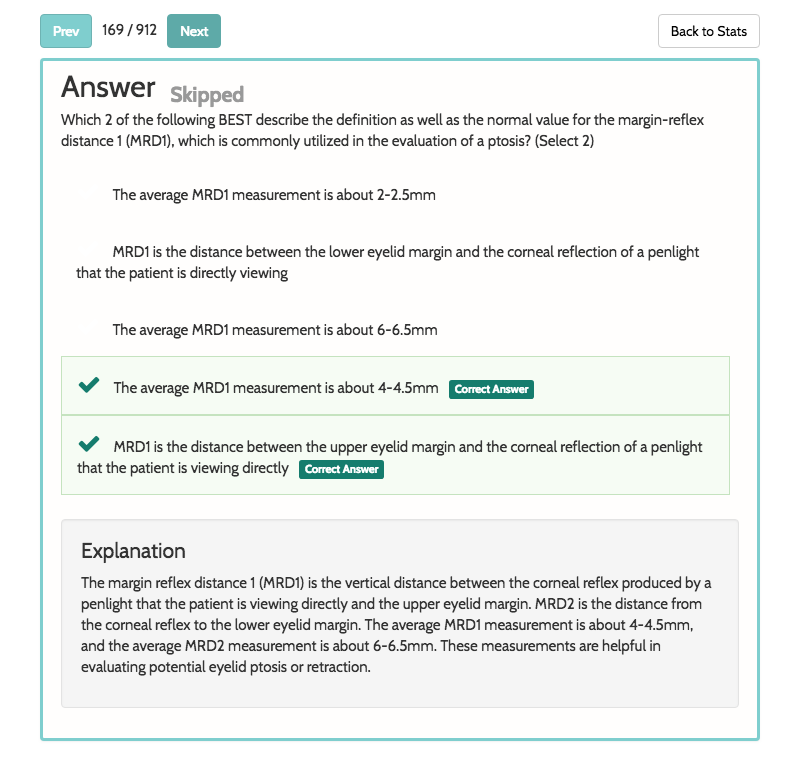 Prev 169 / 912 Next Back to Stats
Answer Skipped
Which 2 of the following BEST describe the definition as well as the normal value for the margin-reflex
distance 1 (MRD1), which is commonly utilized in the evaluation of a ptosis? (Select 2)
The average MRD1 measurement is about 2-2.5mm
MRD1 is the distance between the lower eyelid margin and the corneal reflection of a penlight
that the patient is directly viewing
The average MRD1 measurement is about 6-6.5mm
The average MRD1 measurement is about 4-4.5mm Correct Answer
MRD1 is the distance between the upper eyelid margin and the corneal reflection of a penlight
that the patient is viewing directly Correct Answer
Explanation
The margin reflex distance 1 (MRD1) is the vertical distance between the corneal reflex produced by a
penlight that the patient is viewing directly and the upper eyelid margin. MRD2 is the distance from
the corneal reflex to the lower eyelid margin. The average MRD1 measurement is about 4-4.5mm,
and the average MRD2 measurement is about 6-6.5mm. These measurements are helpful in
evaluating potential eyelid ptosis or retraction.